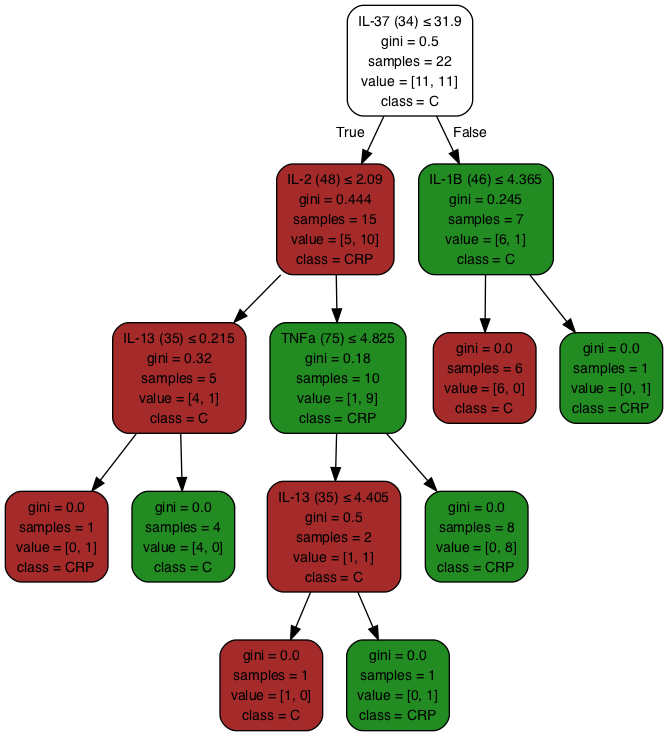 IL-37 (34) ≤ 31.9
gini = 0.5
samples = 22
value = [11, 11]
class = C
True
False
IL-2 (48) ≤ 2.09
gini = 0.444
samples = 15
value = [5, 10]
class = CRP
IL-1B (46) ≤ 4.365
gini = 0.245
samples = 7
value = [6, 1]
class = C
IL-13 (35) ≤ 0.215
gini = 0.32
samples = 5
value = [4, 1]
class = C
TNFa (75) ≤ 4.825
gini = 0.18
samples = 10
value = [1, 9]
class = CRP
gini = 0.0
samples = 6
value = [6, 0]
class = C
gini = 0.0
samples = 1
value = [0, 1]
class = CRP
gini = 0.0
samples = 1
value = [0, 1]
class = CRP
gini = 0.0
samples = 4
value = [4, 0]
class = C
IL-13 (35) ≤ 4.405
gini = 0.5
samples = 2
value = [1, 1]
class = C
gini = 0.0
samples = 8
value = [0, 8]
class = CRP
gini = 0.0
samples = 1
value = [1, 0]
class = C
gini = 0.0
samples = 1
value = [0, 1]
class = CRP